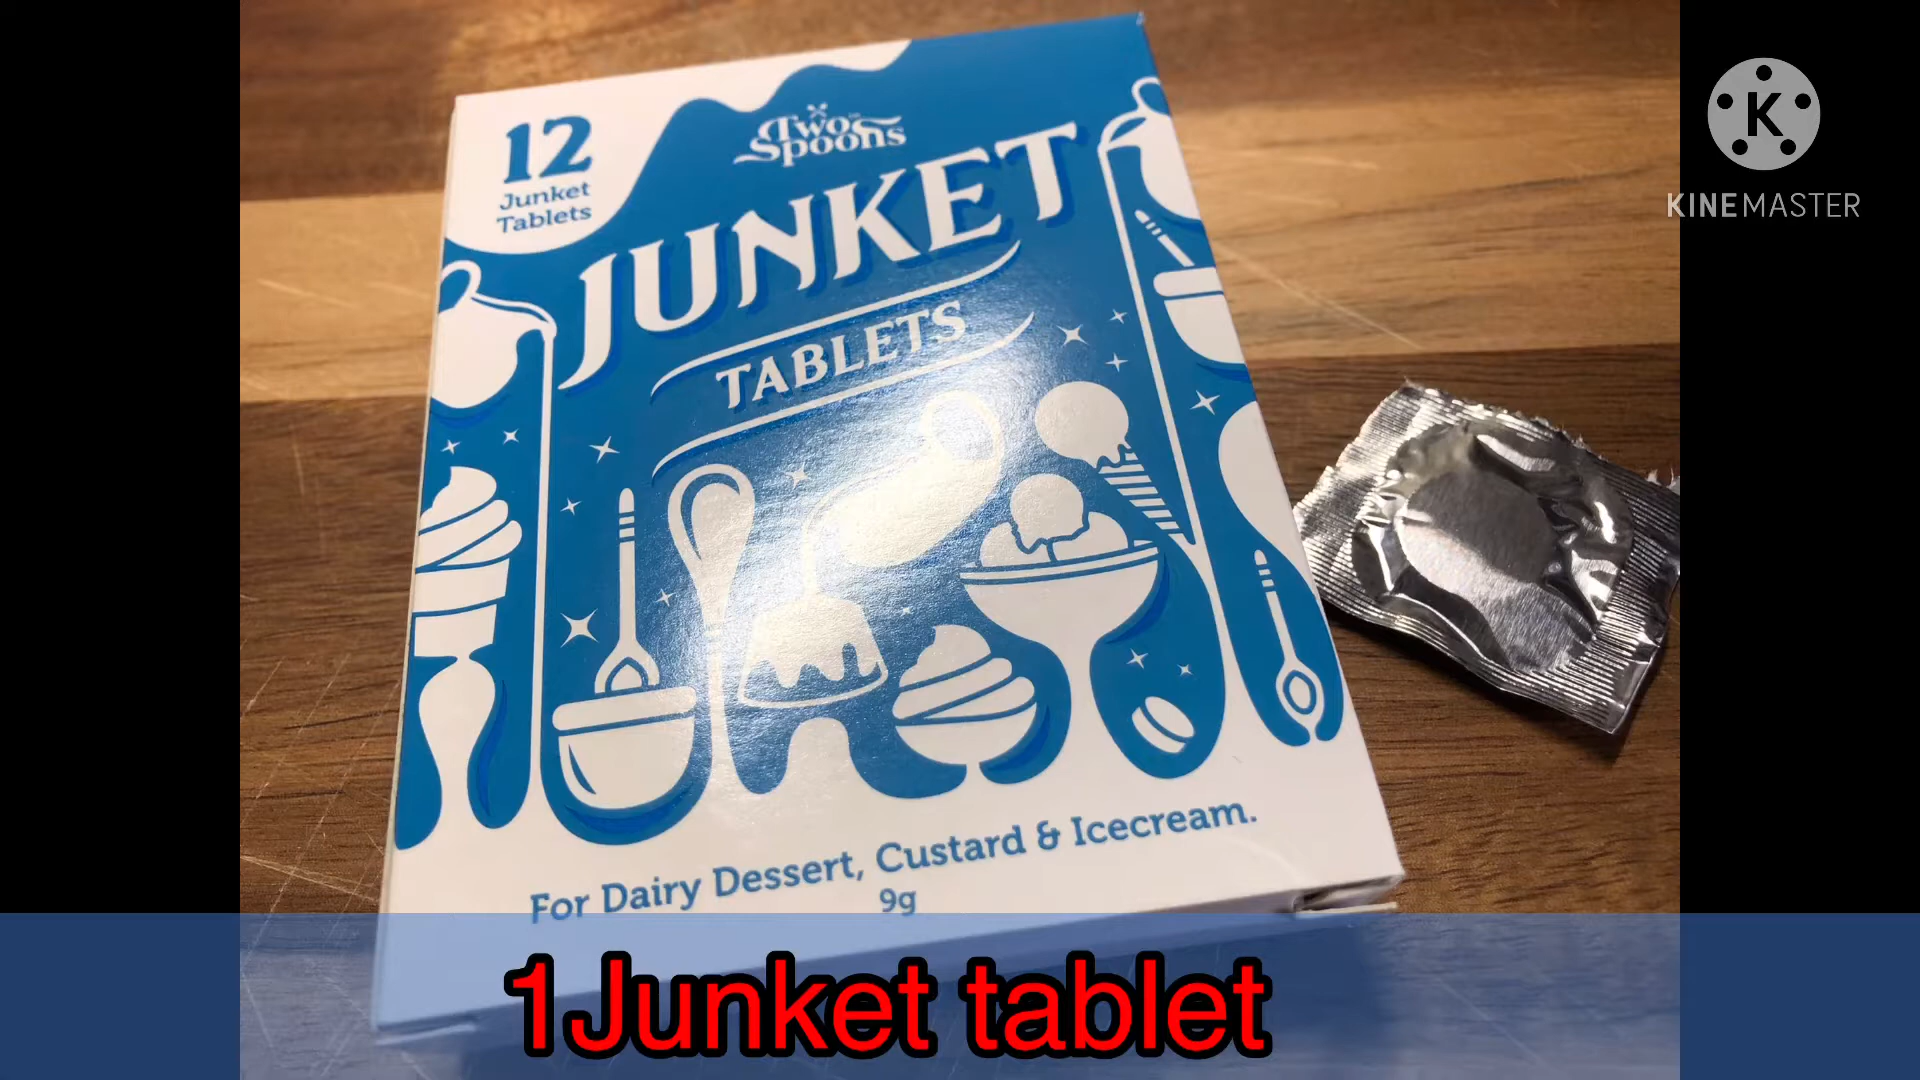 12
Junket
Tablets
Two
Spoons
JUNKET
TABLETS
For Dairy Dessert, Custard & Icecream.
9g
1Junket tablet
K
KINEMASTER